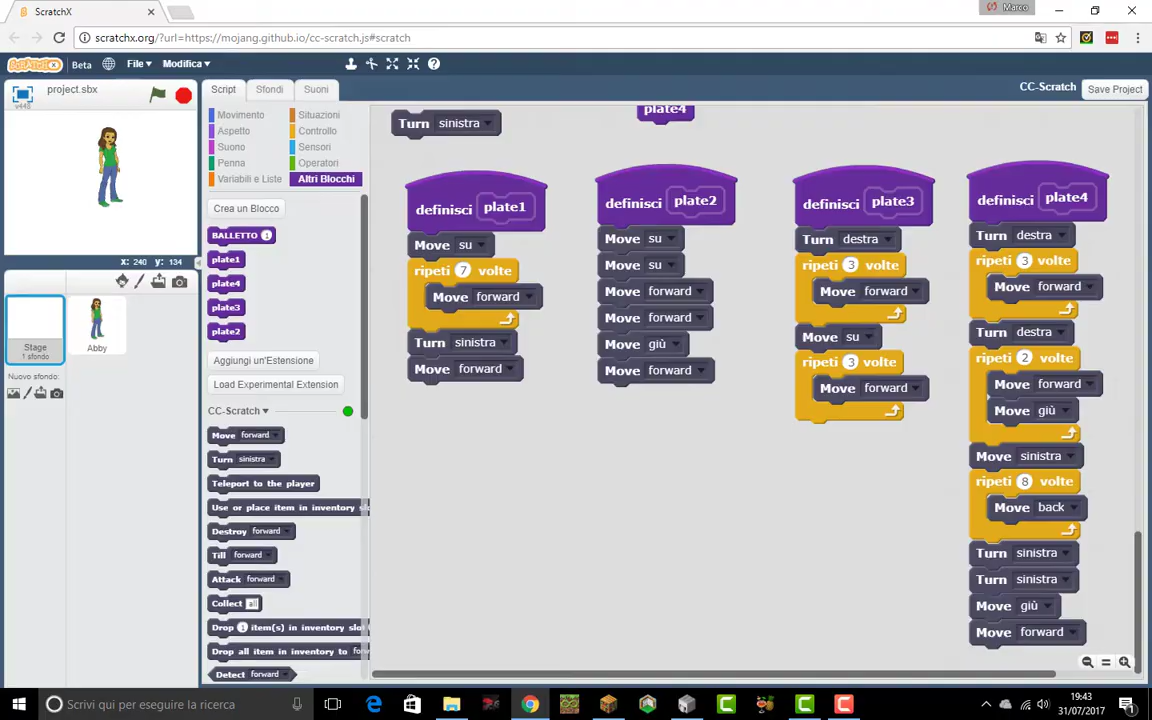 ScratchX
Marco
scratchx.org/?url=https://mojang.github.io/cc-scratch.js#scratch
Beta
File
Modifica
project.sbx
v448
Script
Sfondi
Suoni
CC-Scratch
Save Project
Movimento
Situazioni
Aspetto
Controllo
Suono
Sensori
Penna
Operatori
Variabili e Liste
Altri Blocchi
x: 240 y: 134
Stage
1 sfondo
Abby
Nuovo sfondo:
Crea un Blocco
BALLETTO 1
plate1
plate4
plate3
plate2
Aggiungi un'Estensione
Load Experimental Extension
CC-Scratch
Move forward
Turn sinistra
Teleport to the player
Use or place item in inventory slo
Destroy forward
Till forward
Attack forward
Collect all
Drop 1 item(s) in inventory slot
Drop all item in inventory to forw
Detect forward
Turn sinistra
plate4
definisci plate1
Move su
ripeti 7 volte
Move forward
Turn sinistra
Move forward
definisci plate2
Move su
Move su
Move forward
Move forward
Move giù
Move forward
definisci plate3
Turn destra
ripeti 3 volte
Move forward
Move su
ripeti 3 volte
Move forward
definisci plate4
Turn destra
ripeti 3 volte
Move forward
Turn destra
ripeti 2 volte
Move forward
Move giù
Move sinistra
ripeti 8 volte
Move back
Turn sinistra
Turn sinistra
Move giù
Move forward
Scrivi qui per eseguire la ricerca
19:43
31/07/2017